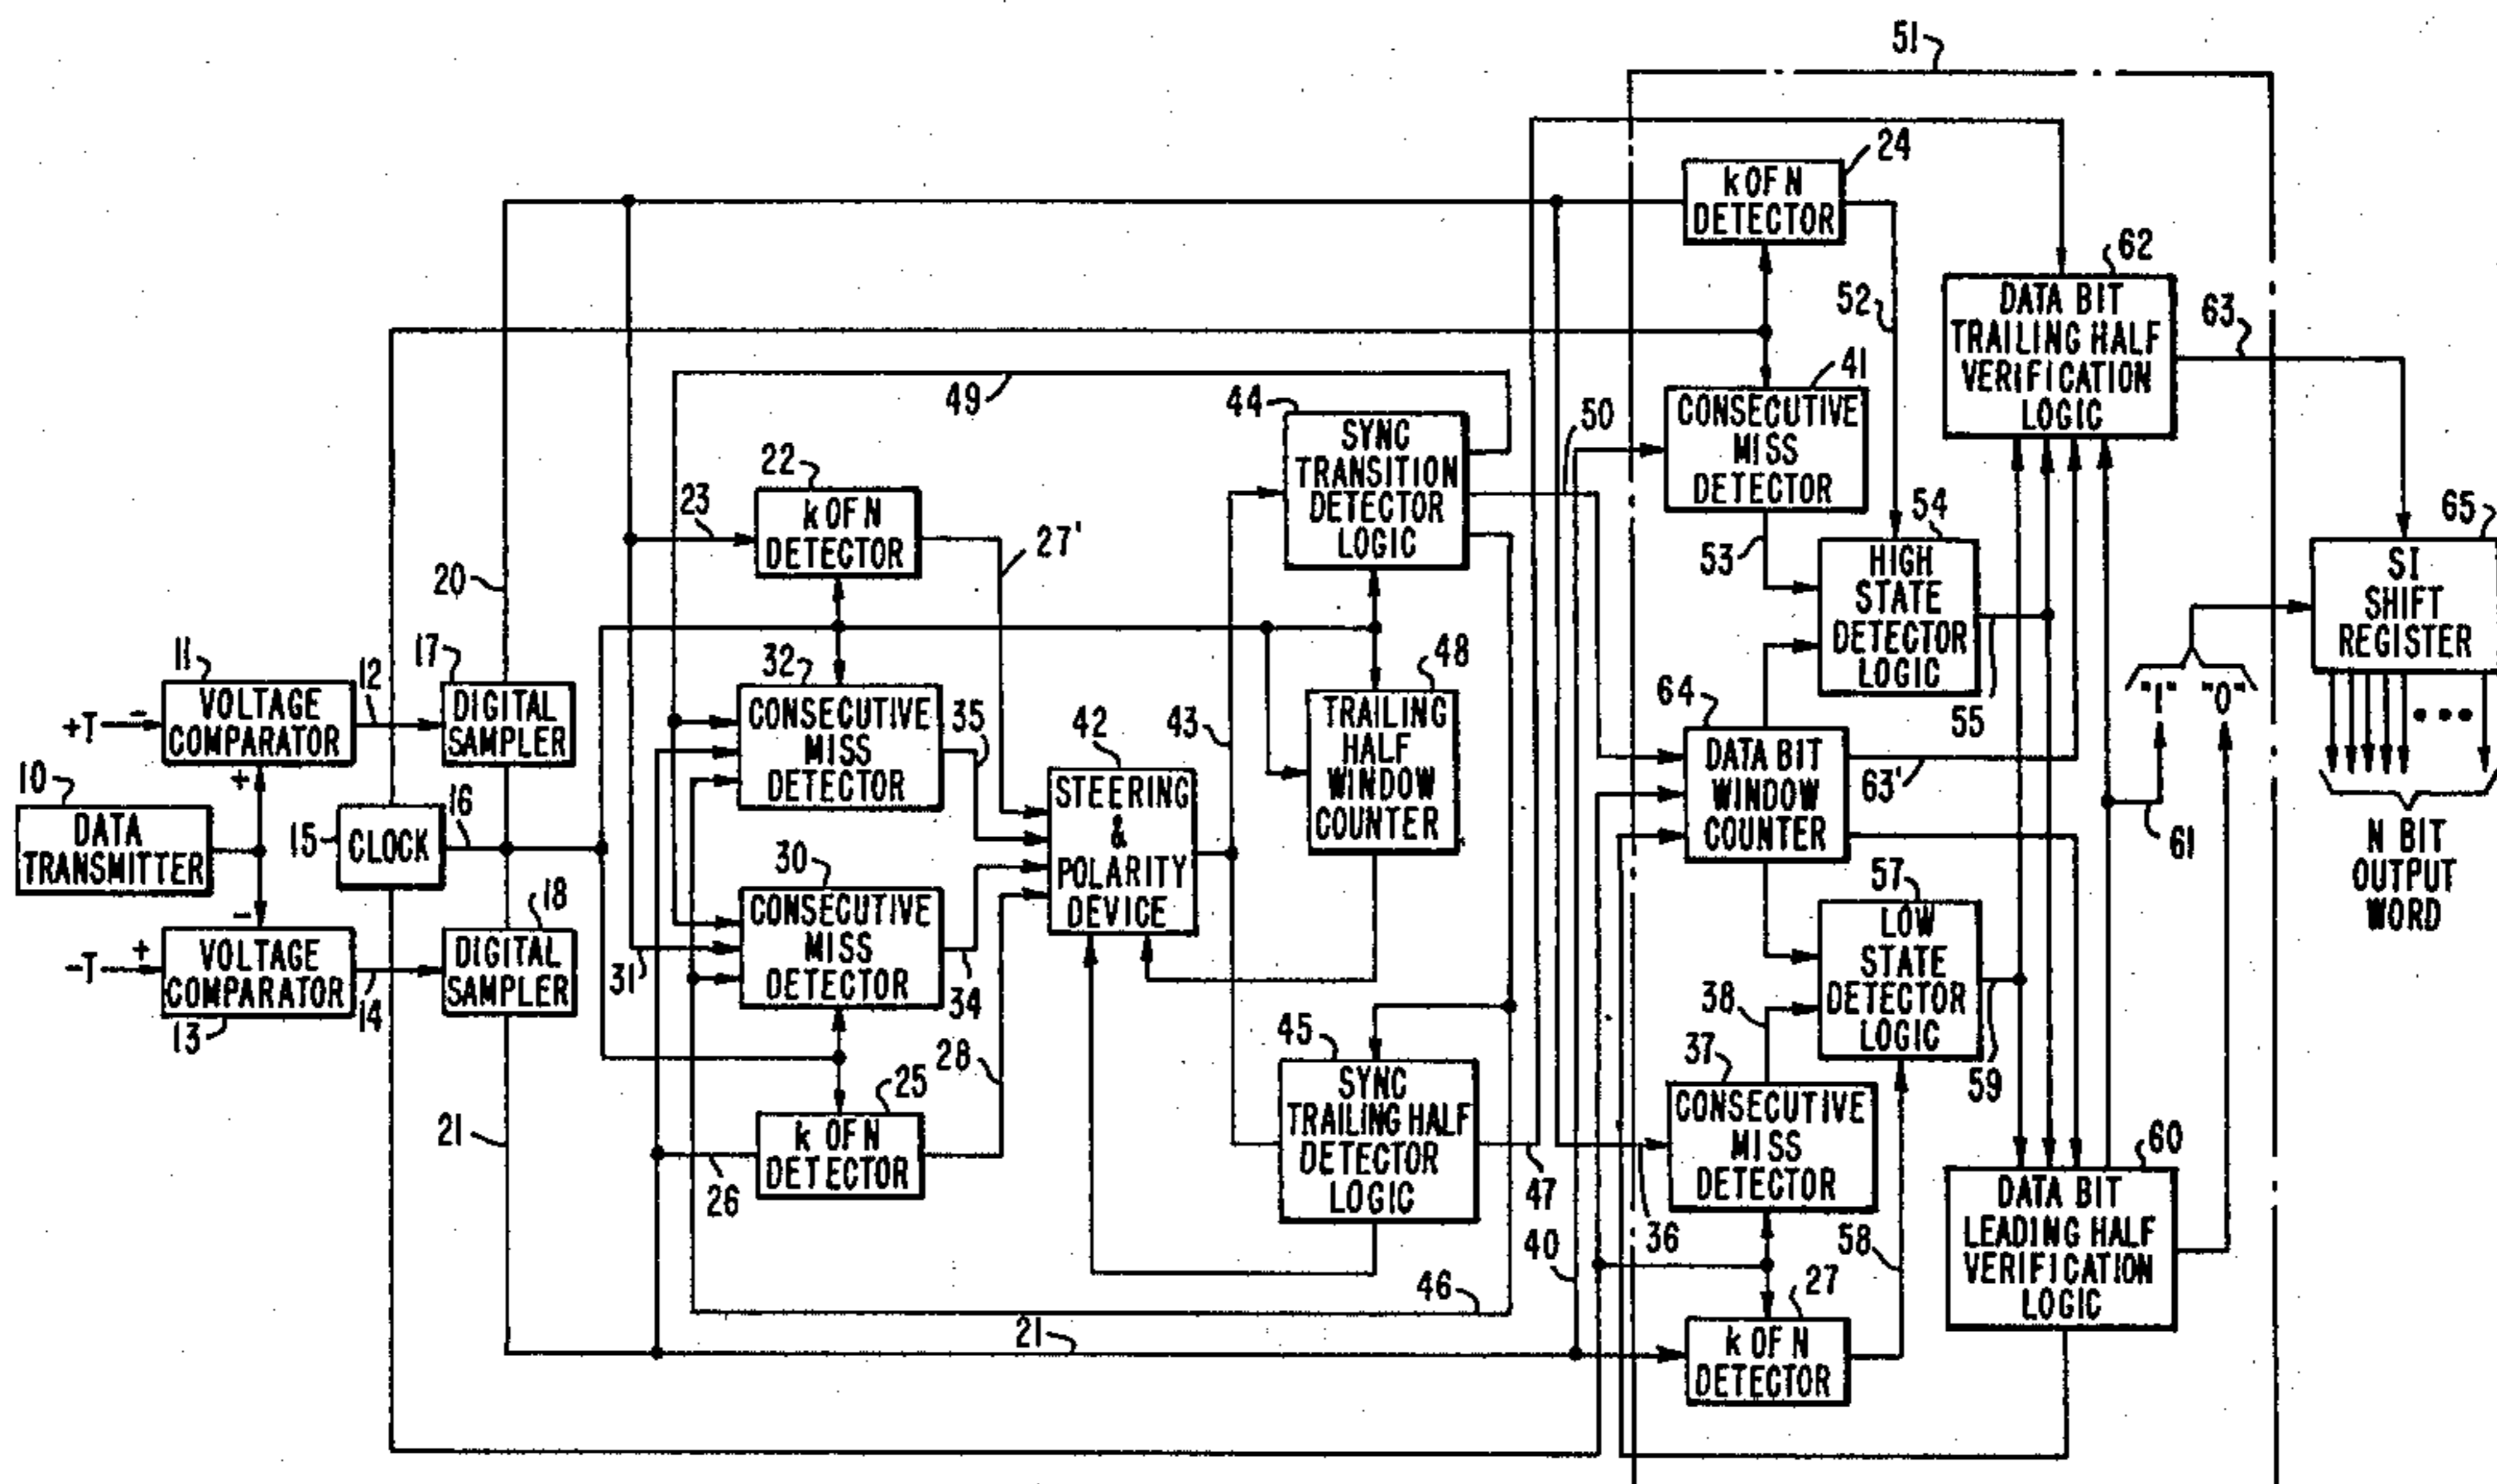 51
24
k OF N
DETECTOR
62
52
DATA BIT
TRAILING HALF
VERIFICATION
LOGIC
63
49
44
41
CONSECUTIVE
MISS
DETECTOR
50
SYNC
TRANSITION
DETECTOR
LOGIC
22
k OF N
DETECTOR
23
27'
20
53
54
HIGH
STATE
DETECTOR
LOGIC
55
65
SI
SHIFT
REGISTER
11
VOLTAGE
COMPARATOR
+T
-
+
12
17
DIGITAL
SAMPLER
32
CONSECUTIVE
MISS
DETECTOR
35
42
STEERING
&
POLARITY
DEVICE
43
48
TRAILING
HALF
WINDOW
COUNTER
64
DATA BIT
WINDOW
COUNTER
63'
"1"
"0"
61
N BIT
OUTPUT
WORD
10
DATA
TRANSMITTER
15
CLOCK
16
-
-T
+
VOLTAGE
COMPARATOR
13
14
18
DIGITAL
SAMPLER
30
CONSECUTIVE
MISS
DETECTOR
31
34
28
57
LOW
STATE
DETECTOR
LOGIC
59
38
37
CONSECUTIVE
MISS
DETECTOR
36
21
25
k OF N
DETECTOR
26
45
SYNC
TRAILING HALF
DETECTOR
LOGIC
47
40
46
21
58
27
k OF N
DETECTOR
60
DATA BIT
LEADING HALF
VERIFICATION
LOGIC